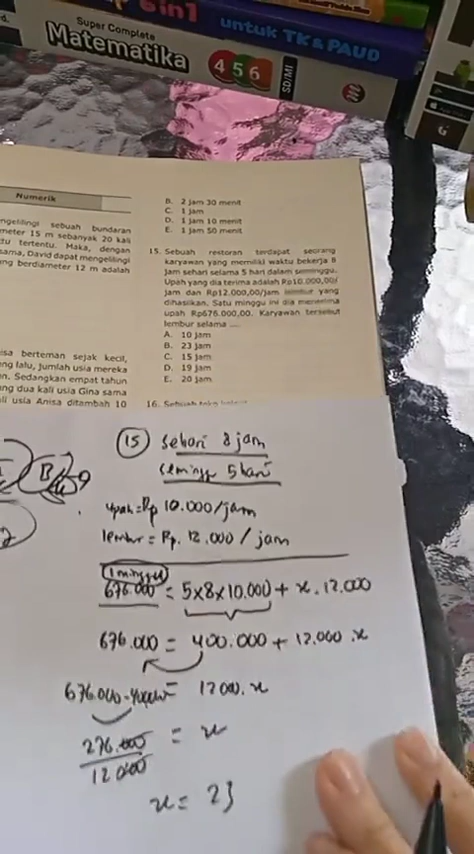 6in1
untuk TK & PAUD
Super Complete
Matematika
4 5 6
SD/MI
Numerik
ngelilingi sebuah bundaran
meter 15 m sebanyak 20 kali
tu tertentu. Maka, dengan
sama, David dapat mengelilingi
ng berdiameter 12 m adalah
isa berteman sejak kecil,
ng lalu, jumlah usia mereka
n. Sedangkan empat tahun
ng dua kali usia Gina sama
li usia Anisa ditambah 10
B. 2 jam 30 menit
C. 1 jam
D. 1 jam 10 menit
E. 1 jam 50 menit
15. Sebuah restoran terdapat seorang
karyawan yang memiliki waktu bekerja 8
jam sehari selama 5 hari dalam seminggu.
Upah yang dia terima adalah Rp10.000,00/
jam dan Rp12.000,00/jam lembur yang
dihasilkan. Satu minggu ini dia menerima
upah Rp676.000,00. Karyawan tersebut
lembur selama ....
A. 10 jam
B. 23 jam
C. 15 jam
D. 19 jam
E. 20 jam
16. Sebuah toko
15 Sehari 8 jam
Seminggu 5 hari
upah = Rp 10.000/jam
lembur = Rp. 12.000 / jam
1 minggu
676.000 = 5x8x10.000 + x . 12.000
676.000 = 400.000 + 12.000 . x
676.000 - 400.000 = 12000. x
276.000 / 12000 = x
x = 23